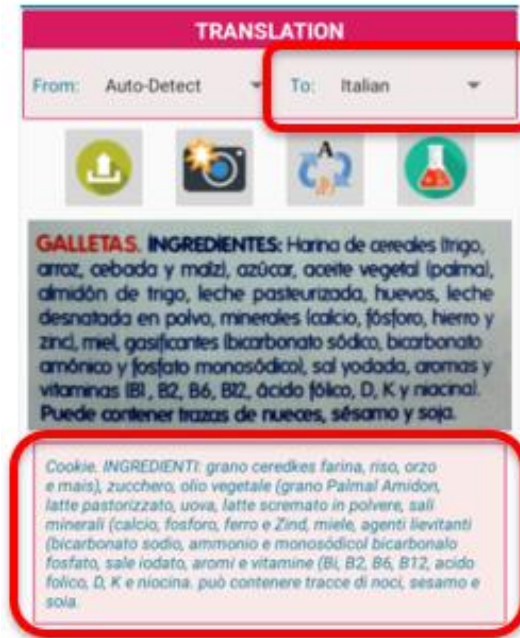 TRANSLATION
From: Auto-Detect To: Italian
GALLETAS. INGREDIENTES: Harina de cereales (trigo,
arroz, cebada y maíz), azúcar, aceite vegetal (palma),
almidón de trigo, leche pasteurizada, huevos, leche
desnatada en polvo, minerales (calcio, fósforo, hierro y
zinc), miel, gasificantes (bicarbonato sódico, bicarbonato
amónico y fosfato monosódico), sal yodada, aromas y
vitaminas (B1, B2, B6, B12, ácido fólico, D, K y niacina).
Puede contener trazas de nueces, sésamo y soja.
Cookie. INGREDIENTI: grano ceredkes farina, riso, orzo
e mais), zucchero, olio vegetale (grano Palmal Amidon,
latte pastorizzato, uova, latte scremato in polvere, sali
minerali (calcio, fosforo, ferro e Zind, miele, agenti lievitanti
(bicarbonato sodio, ammonio e monosódicol bicarbonalo
fosfato, sale iodato, aromi e vitamine (Bi, B2, B6, B12, acido
folico, D, K e niocina. può contenere tracce di noci, sesamo e
soia.